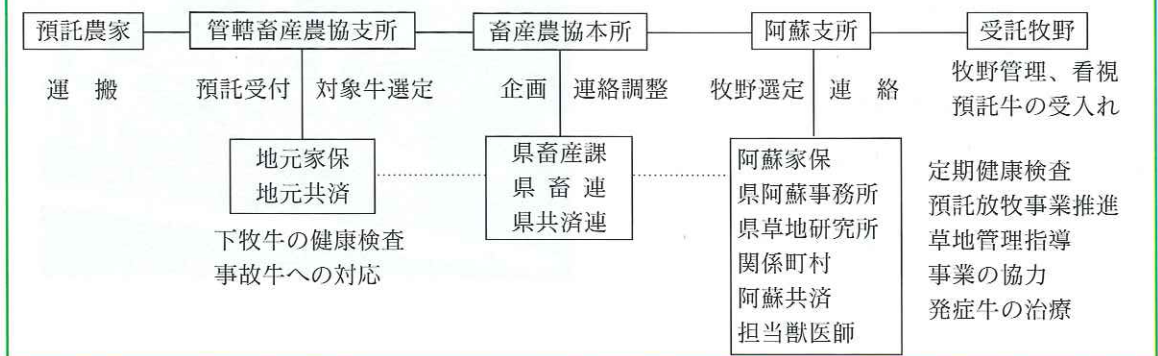 預託農家 管轄畜産農協支所 畜産農協本所 阿蘇支所 受託牧野
運 搬
預託受付 対象牛選定
企画 連絡調整
牧野選定 連 絡
牧野管理、看視
預託牛の受入れ
地元家保
地元共済
下牧牛の健康検査
事故牛への対応
県畜産課
県 畜 連
県共済連
阿蘇家保
県阿蘇事務所
県草地研究所
関係町村
阿蘇共済
担当獣医師
定期健康検査
預託放牧事業推進
草地管理指導
事業の協力
発症牛の治療